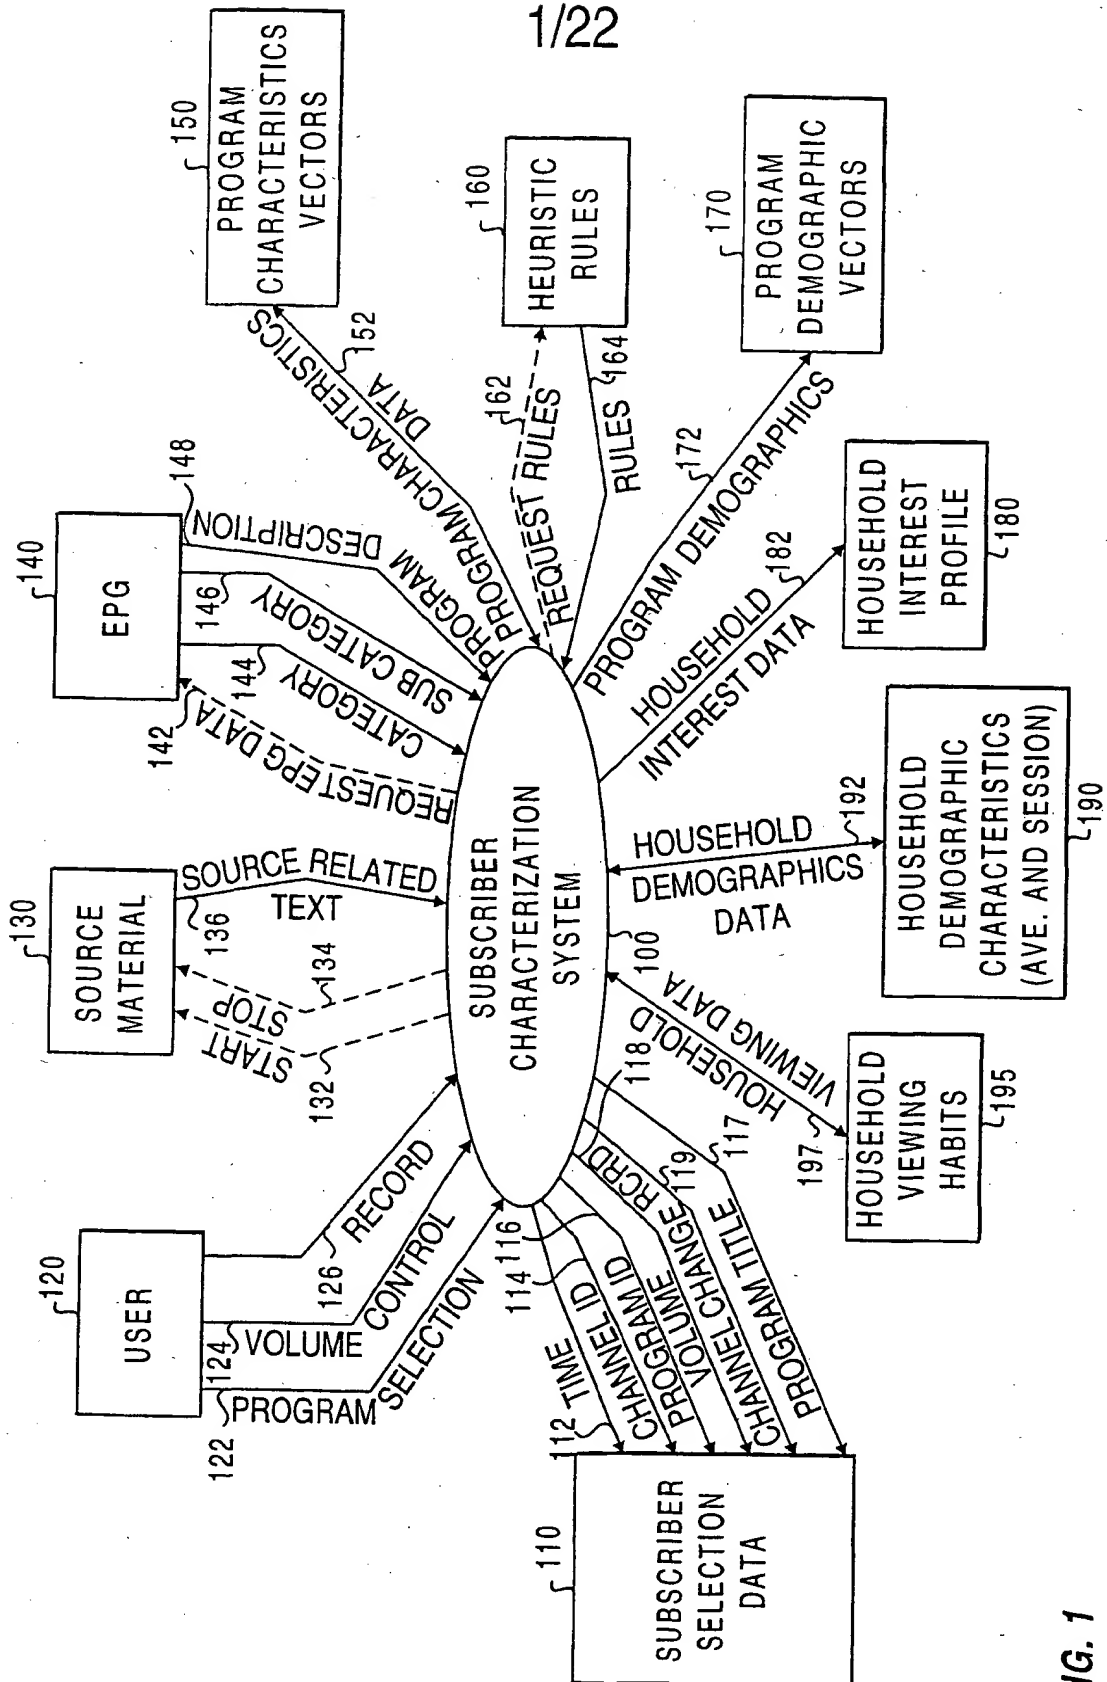 1/22
120
USER
122
PROGRAM
SELECTION
124
VOLUME
CONTROL
126
RECORD
130
SOURCE
MATERIAL
132
START
134
STOP
136
SOURCE RELATED
TEXT
140
EPG
142
REQUEST EPG DATA
144
CATEGORY
146
SUB CATEGORY
148
PROGRAM DESCRIPTION
150
PROGRAM
CHARACTERISTICS
VECTORS
152
PROGRAM CHARACTERISTICS
DATA
160
HEURISTIC
RULES
162
REQUEST RULES
164
RULES
170
PROGRAM
DEMOGRAPHIC
VECTORS
172
PROGRAM DEMOGRAPHICS
SUBSCRIBER
CHARACTERIZATION
SYSTEM
100
110
SUBSCRIBER
SELECTION
DATA
112
TIME
114
CHANNEL ID
116
PROGRAM ID
VOLUME
RCRD
118
CHANNEL CHANGE
119
PROGRAM TITLE
117
HOUSEHOLD
VIEWING DATA
197
HOUSEHOLD
VIEWING
HABITS
195
HOUSEHOLD
DEMOGRAPHICS
DATA
192
HOUSEHOLD
DEMOGRAPHIC
CHARACTERISTICS
(AVE. AND SESSION)
190
HOUSEHOLD
INTEREST DATA
182
HOUSEHOLD
INTEREST
PROFILE
180
IG. 1